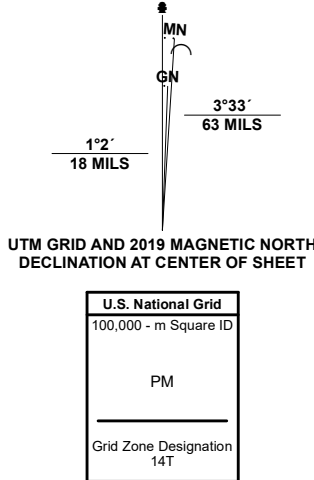 MN
GN
3°33´
63 MILS
1°2´
18 MILS
UTM GRID AND 2019 MAGNETIC NORTH
DECLINATION AT CENTER OF SHEET
U.S. National Grid
100,000 - m Square ID
PM
Grid Zone Designation
14T